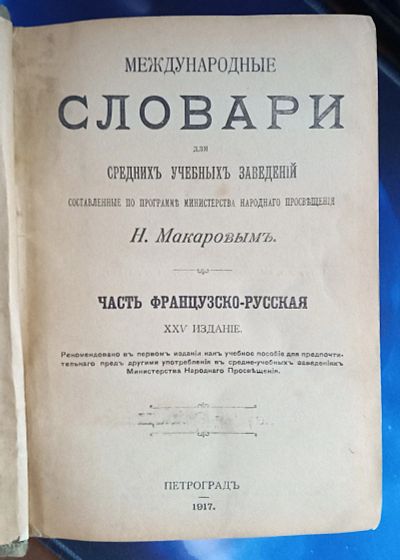 МЕЖДУНАРОДНЫЕ
СЛОВАРИ
ДЛЯ
СРЕДНИХЪ УЧЕБНЫХЪ ЗАВЕДЕНІЙ
СОСТАВЛЕННЫЕ ПО ПРОГРАММѢ МИНИСТЕРСТВА НАРОДНАГО ПРОСВѢЩЕНІЯ
Н. Макаровымъ.
ЧАСТЬ ФРАНЦУЗСКО-РУССКАЯ
XXV ИЗДАНІЕ.
Рекомендовано въ первомъ изданіи какъ учебное пособіе для предпочти-
тельнаго предъ другими употребленія въ средне-учебныхъ заведеніяхъ
Министерства Народнаго Просвѣщенія.
ПЕТРОГРАДЪ
1917.